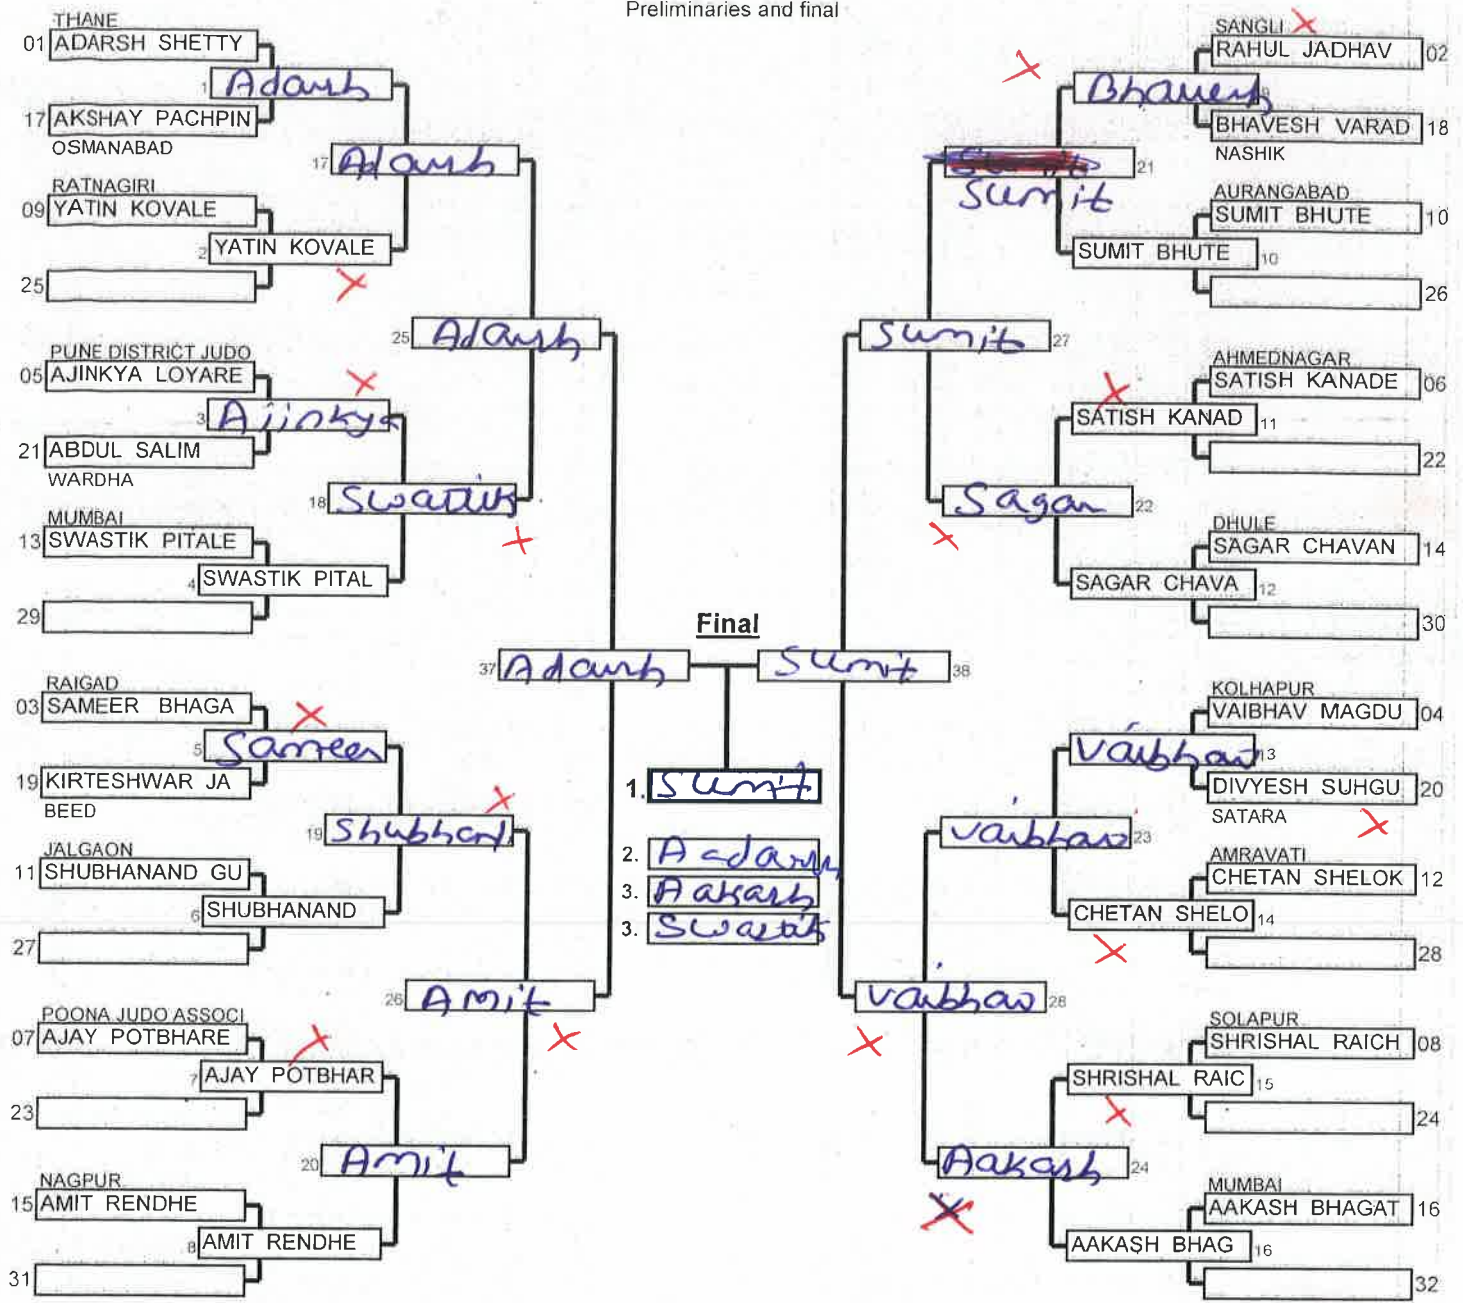 Preliminaries and final
THANE
01 ADARSH SHETTY
1 Adarsh
17 AKSHAY PACHPIN
OSMANABAD
17 Adarsh
RATNAGIRI
09 YATIN KOVALE
2 YATIN KOVALE
25
25 Adarsh
PUNE DISTRICT JUDO
05 AJINKYA LOYARE
3 Ajinkya
21 ABDUL SALIM
WARDHA
18 Swastik
MUMBAI
13 SWASTIK PITALE
4 SWASTIK PITAL
29
37 Adarsh
RAIGAD
03 SAMEER BHAGA
5 Sameer
19 KIRTESHWAR JA
BEED
19 Shubhan
JALGAON
11 SHUBHANAND GU
6 SHUBHANAND
27
26 Amit
POONA JUDO ASSOCI
07 AJAY POTBHARE
7 AJAY POTBHAR
23
20 Amit
NAGPUR
15 AMIT RENDHE
8 AMIT RENDHE
31
Final
1. Sumit
2. Aadarsh
3. Aakash
3. Swastik
SANGLI
RAHUL JADHAV 02
Bhavesh 9
BHAVESH VARAD 18
NASHIK
21
Sumit
AURANGABAD
SUMIT BHUTE 10
SUMIT BHUTE 10
26
Sumit 27
AHMEDNAGAR
SATISH KANADE 06
SATISH KANAD 11
22
Sagar 22
DHULE
SAGAR CHAVAN 14
SAGAR CHAVA 12
30
Sumit 38
KOLHAPUR
VAIBHAV MAGDU 04
Vaibhav 13
DIVYESH SUHGU 20
SATARA
Vaibhav 23
AMRAVATI
CHETAN SHELOK 12
CHETAN SHELO 14
28
Vaibhav 28
SOLAPUR
SHRISHAL RAICH 08
SHRISHAL RAIC 15
24
Aakash 24
MUMBAI
AAKASH BHAGAT 16
AAKASH BHAG 16
32